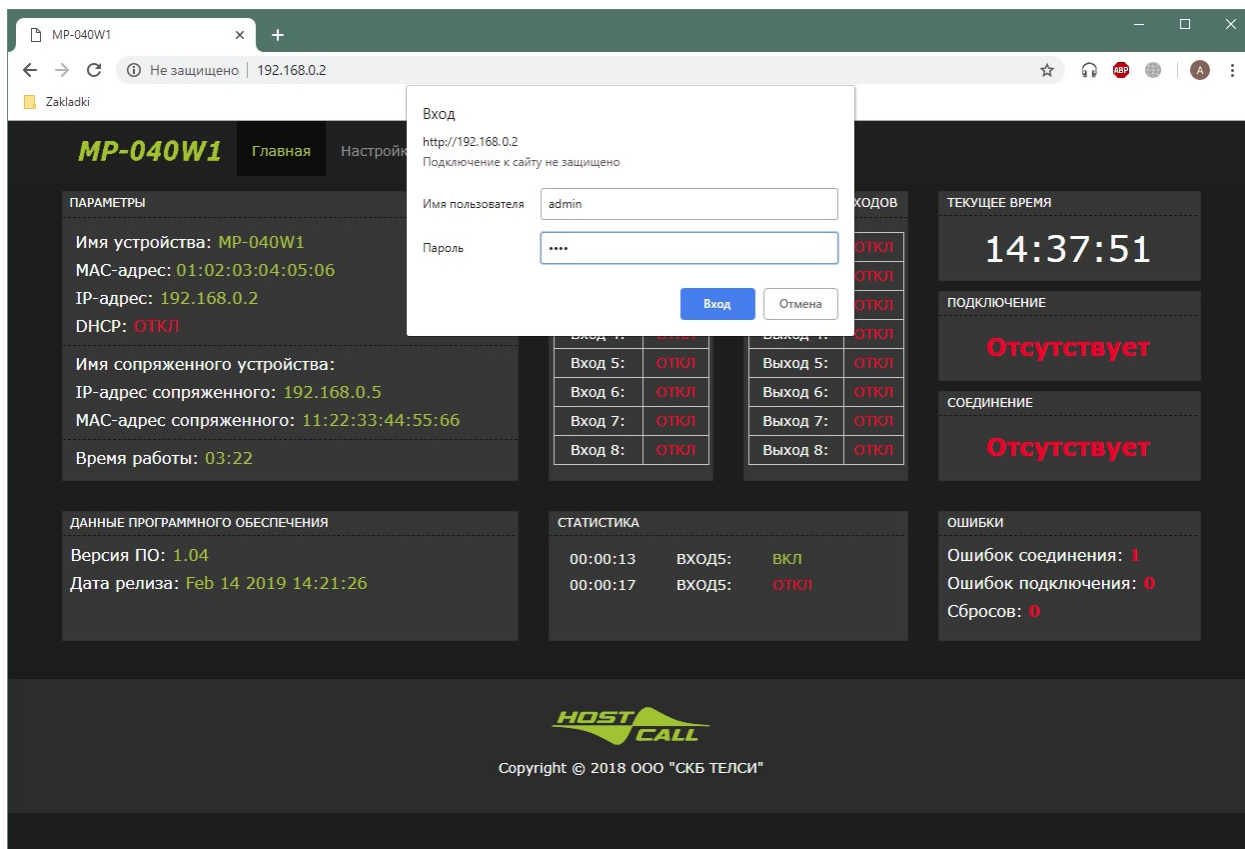 MP-040W1
Не защищено | 192.168.0.2
ABP
A
Zakladki
Вход
http://192.168.0.2
Подключение к сайту не защищено
Имя пользователя admin
Пароль ••••
Вход Отмена
MP-040W1 Главная
ПАРАМЕТРЫ
Имя устройства: MP-040W1
MAC-адрес: 01:02:03:04:05:06
IP-адрес: 192.168.0.2
DHCP: ОТКЛ
Имя сопряженного устройства:
IP-адрес сопряженного: 192.168.0.5
MAC-адрес сопряженного: 11:22:33:44:55:66
Время работы: 03:22
Вход 5: ОТКЛ
Вход 6: ОТКЛ
Вход 7: ОТКЛ
Вход 8: ОТКЛ
ОТКЛ
ОТКЛ
ОТКЛ
ОТКЛ
Выход 5: ОТКЛ
Выход 6: ОТКЛ
Выход 7: ОТКЛ
Выход 8: ОТКЛ
ТЕКУЩЕЕ ВРЕМЯ
14:37:51
ПОДКЛЮЧЕНИЕ
Отсутствует
СОЕДИНЕНИЕ
Отсутствует
ДАННЫЕ ПРОГРАММНОГО ОБЕСПЕЧЕНИЯ
Версия ПО: 1.04
Дата релиза: Feb 14 2019 14:21:26
СТАТИСТИКА
00:00:13 ВХОД5: ВКЛ
00:00:17 ВХОД5: ОТКЛ
ОШИБКИ
Ошибок соединения: 1
Ошибок подключения: 0
Сбросов: 0
HOST CALL
Copyright © 2018 ООО "СКБ ТЕЛСИ"